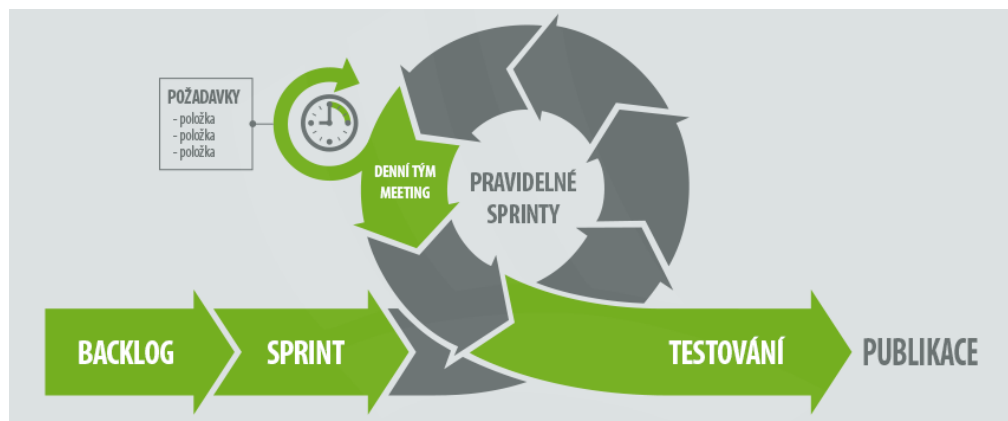 POŽADAVKY
- položka
- položka
- položka
DENNÍ TÝM
MEETING
PRAVIDELNÉ
SPRINTY
BACKLOG
SPRINT
TESTOVÁNÍ
PUBLIKACE